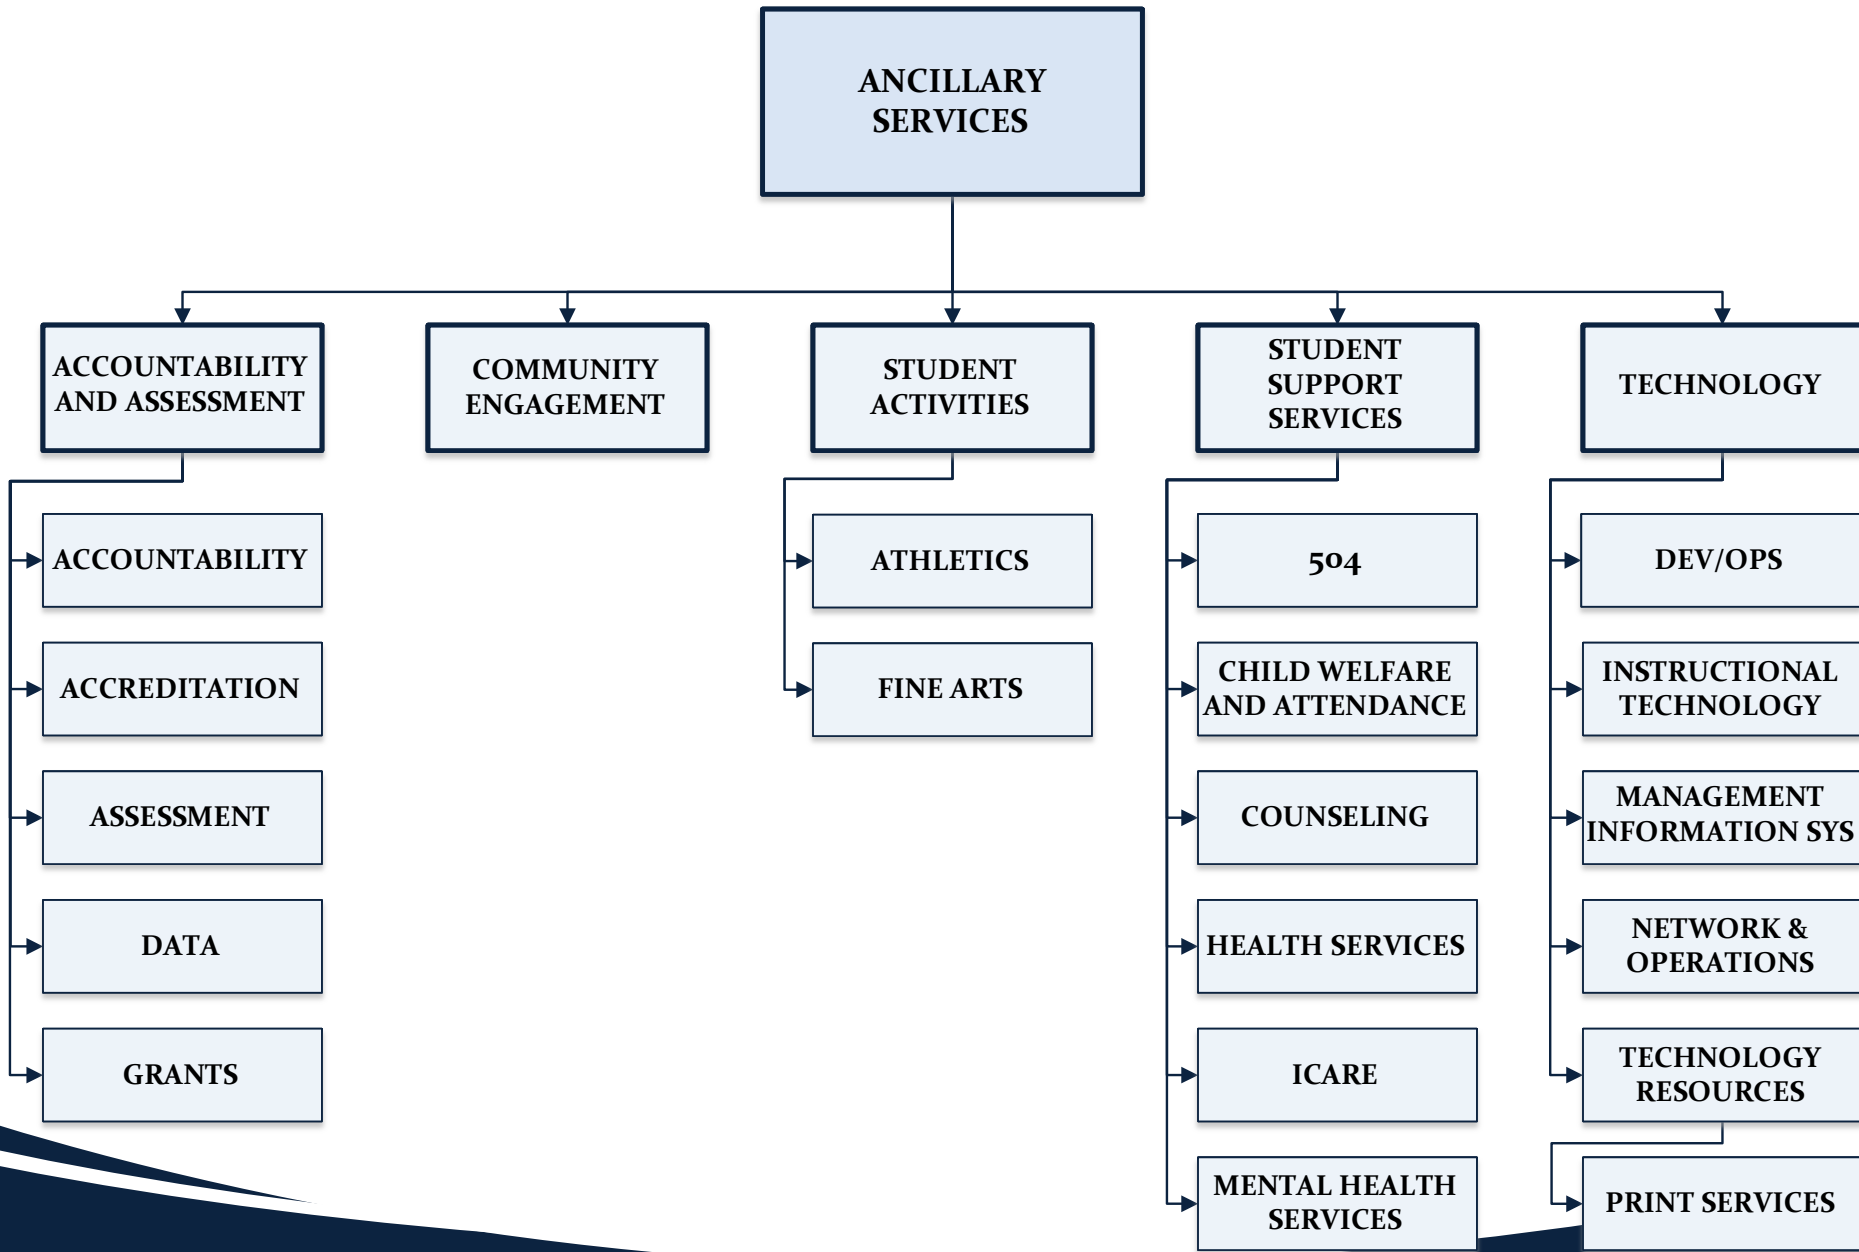 ANCILLARY
SERVICES
ACCOUNTABILITY
AND ASSESSMENT
COMMUNITY
ENGAGEMENT
STUDENT
ACTIVITIES
STUDENT
SUPPORT
SERVICES
TECHNOLOGY
ACCOUNTABILITY
ACCREDITATION
ASSESSMENT
DATA
GRANTS
ATHLETICS
FINE ARTS
504
CHILD WELFARE
AND ATTENDANCE
COUNSELING
HEALTH SERVICES
ICARE
MENTAL HEALTH
SERVICES
DEV/OPS
INSTRUCTIONAL
TECHNOLOGY
MANAGEMENT
INFORMATION SYS
NETWORK &
OPERATIONS
TECHNOLOGY
RESOURCES
PRINT SERVICES